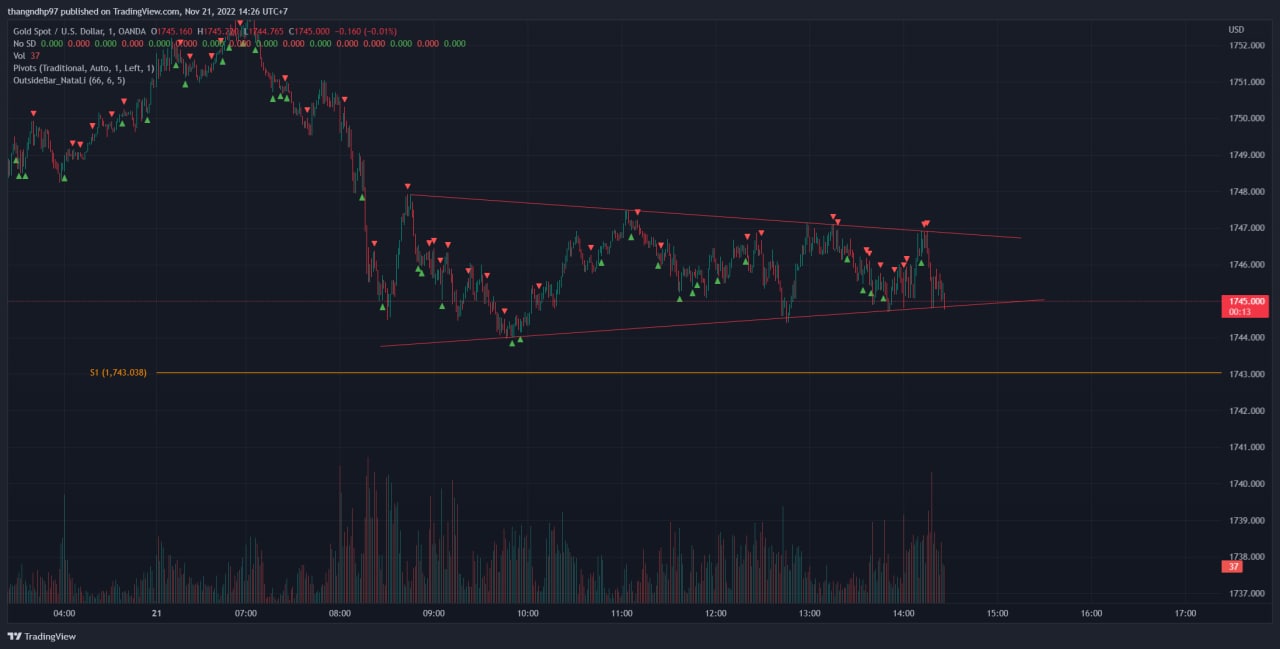 thangndhp97 published on TradingView.com, Nov 21, 2022 14:26 UTC+7
Gold Spot / U.S. Dollar, 1, OANDA O1745.160 H1745.220 L1744.765 C1745.000 −0.160 (−0.01%)
No SD 0.000 0.000 0.000 0.000 0.000 0.000 0.000 0.000 0.000 0.000 0.000 0.000 0.000 0.000 0.000 0.000
Vol 37
Pivots (Traditional, Auto, 1, Left, 1)
OutsideBar_NataLi (66, 6, 5)
USD
1752.000
1751.000
1750.000
1749.000
1748.000
1747.000
1746.000
1745.000
00:13
1744.000
1743.000
1742.000
1741.000
1740.000
1739.000
1738.000
37
1737.000
S1 (1,743.038)
04:00 21 07:00 08:00 09:00 10:00 11:00 12:00 13:00 14:00 15:00 16:00 17:00
TradingView